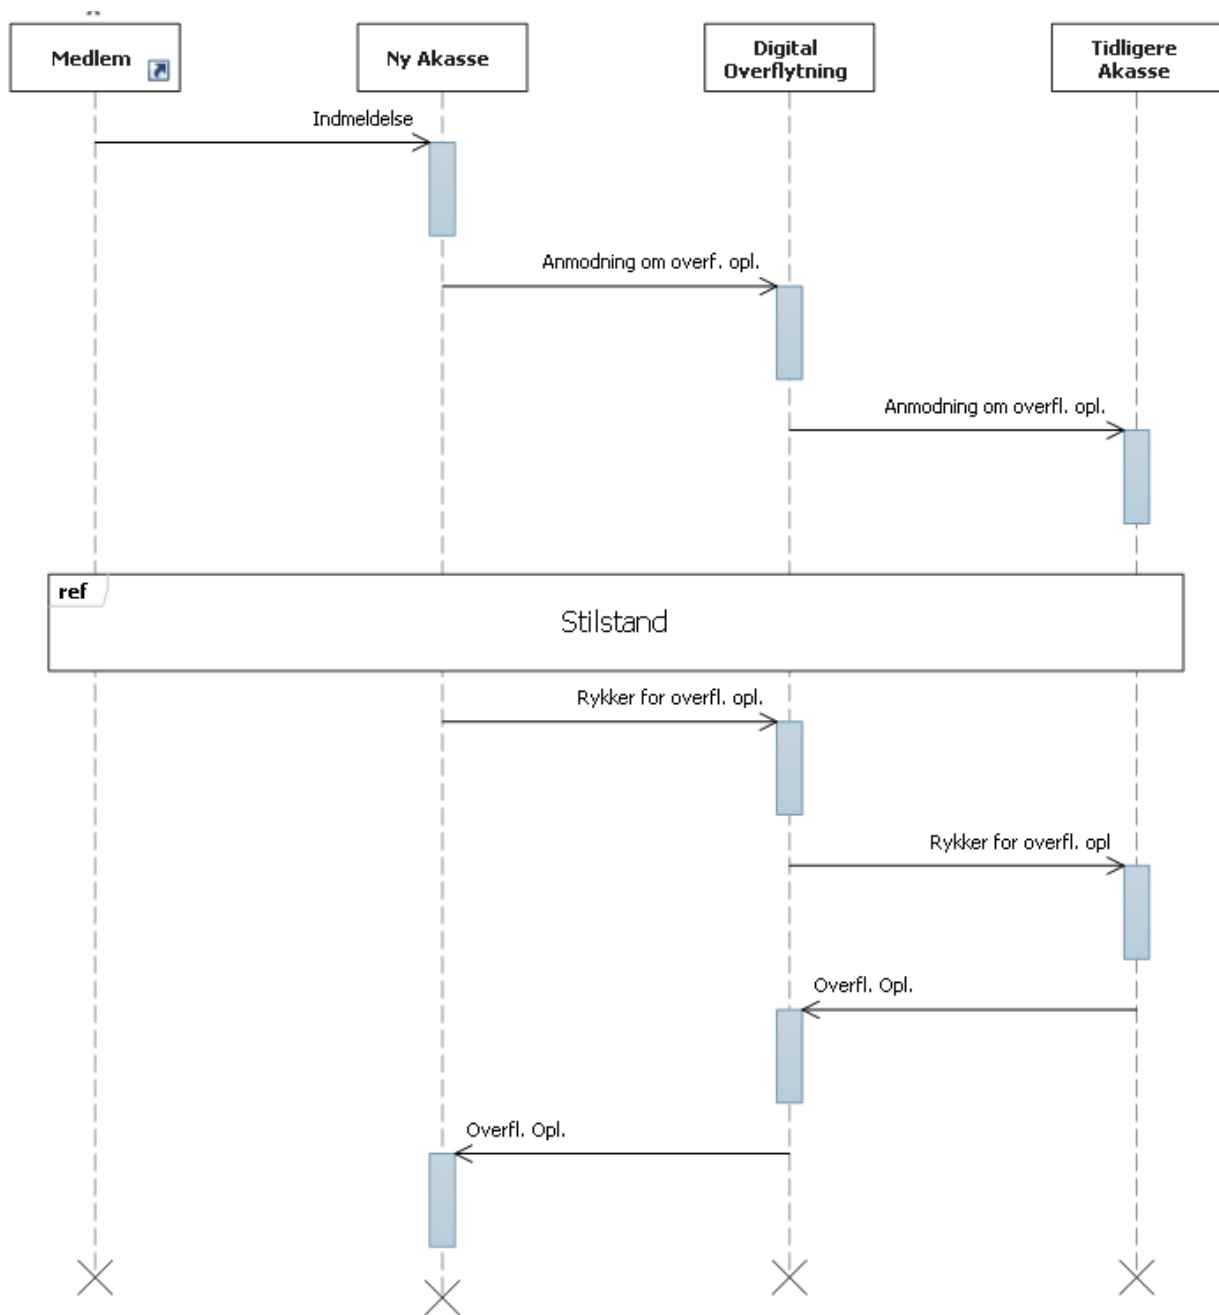 Medlem
Ny Akasse
Digital
Overflytning
Tidligere
Akasse
Indmeldelse
Anmodning om overf. opl.
Anmodning om overfl. opl.
ref
Stilstand
Rykker for overfl. opl.
Rykker for overfl. opl
Overfl. Opl.
Overfl. Opl.